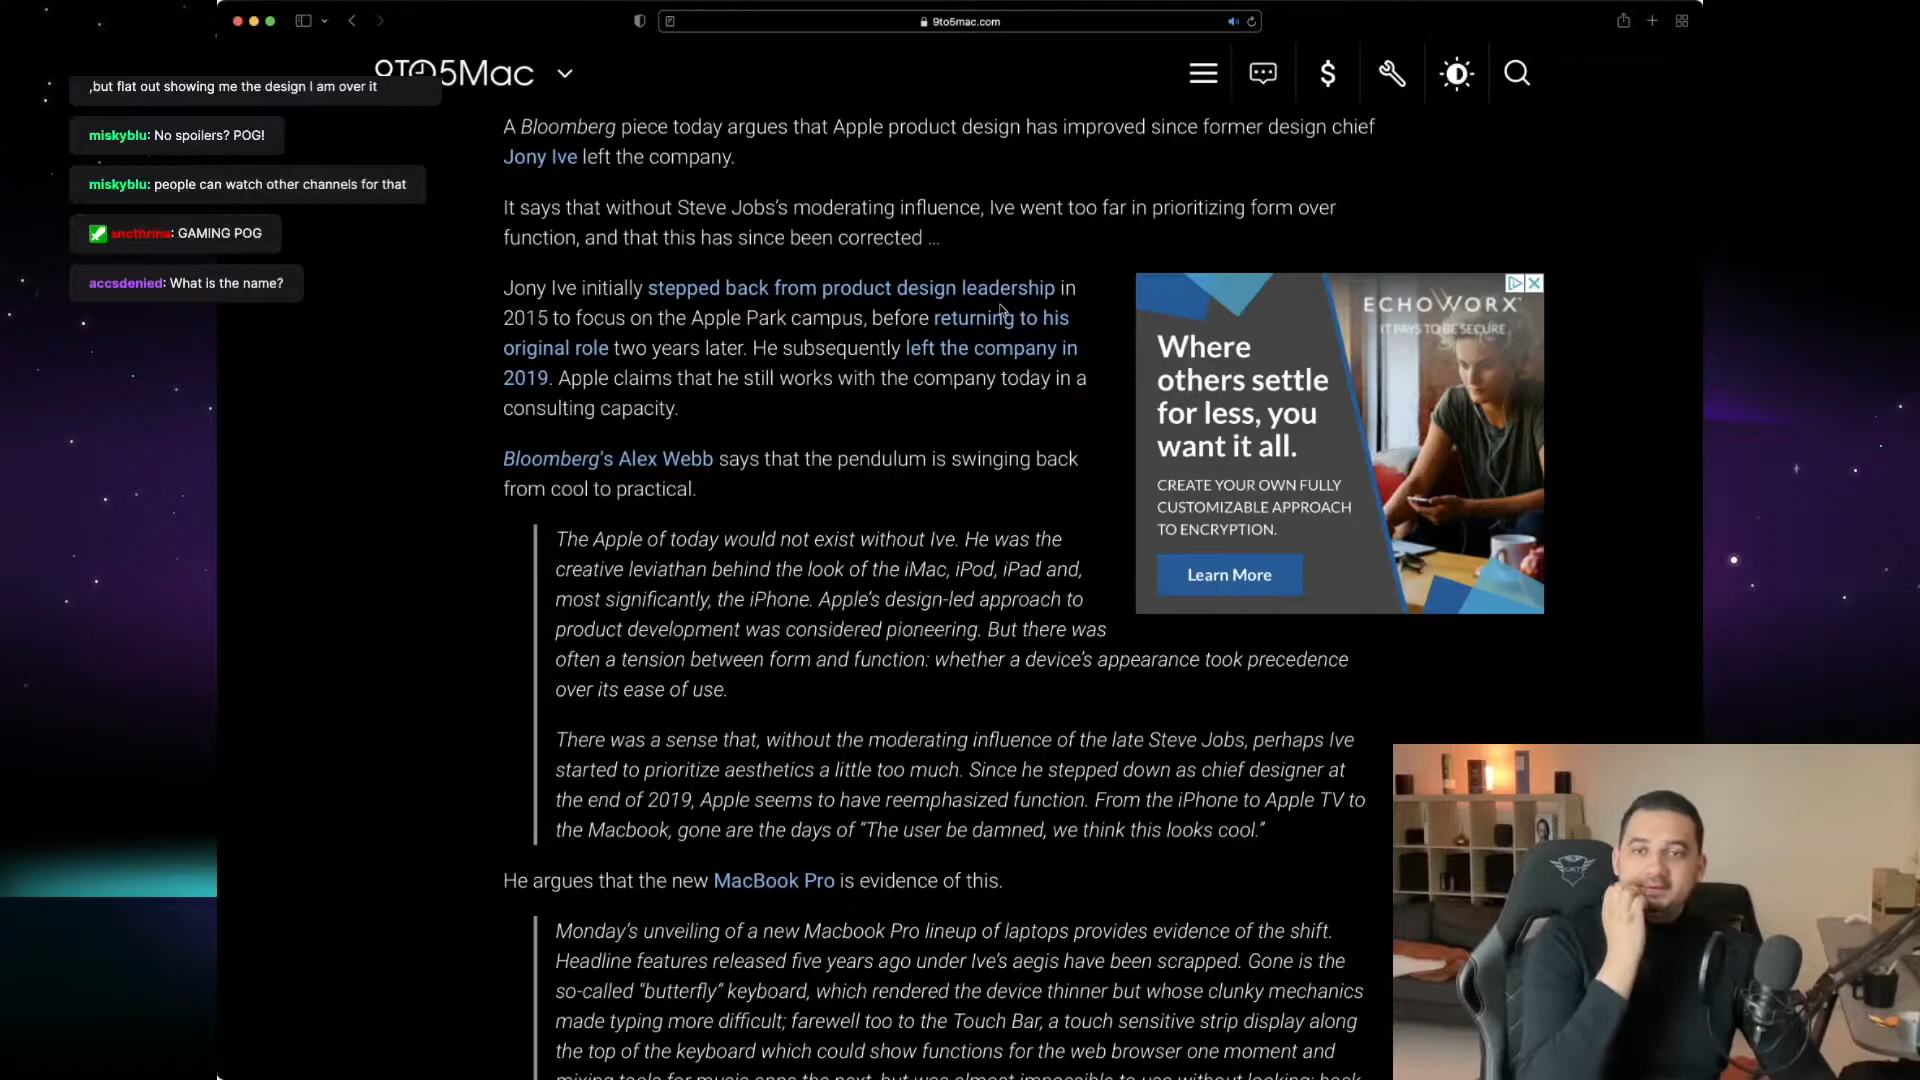 9to5mac.com
9TO5Mac
,but flat out showing me the design I am over it
miskyblu: No spoilers? POG!
miskyblu: people can watch other channels for that
: GAMING POG
accsdenied: What is the name?
A Bloomberg piece today argues that Apple product design has improved since former design chief
Jony Ive left the company.
It says that without Steve Jobs's moderating influence, Ive went too far in prioritizing form over
function, and that this has since been corrected …
Jony Ive initially stepped back from product design leadership in
2015 to focus on the Apple Park campus, before returning to his
original role two years later. He subsequently left the company in
2019. Apple claims that he still works with the company today in a
consulting capacity.
Bloomberg's Alex Webb says that the pendulum is swinging back
from cool to practical.
The Apple of today would not exist without Ive. He was the
creative leviathan behind the look of the iMac, iPod, iPad and,
most significantly, the iPhone. Apple's design-led approach to
product development was considered pioneering. But there was
often a tension between form and function: whether a device's appearance took precedence
over its ease of use.
There was a sense that, without the moderating influence of the late Steve Jobs, perhaps Ive
started to prioritize aesthetics a little too much. Since he stepped down as chief designer at
the end of 2019, Apple seems to have reemphasized function. From the iPhone to Apple TV to
the Macbook, gone are the days of “The user be damned, we think this looks cool.”
He argues that the new MacBook Pro is evidence of this.
Monday's unveiling of a new Macbook Pro lineup of laptops provides evidence of the shift.
Headline features released five years ago under Ive's aegis have been scrapped. Gone is the
so-called “butterfly” keyboard, which rendered the device thinner but whose clunky mechanics
made typing more difficult; farewell too to the Touch Bar, a touch sensitive strip display along
the top of the keyboard which could show functions for the web browser one moment and
mixing tools for music apps the next, but was almost impossible to use without looking; back
ECHOWORX
IT PAYS TO BE SECURE
Where
others settle
for less, you
want it all.
CREATE YOUR OWN FULLY
CUSTOMIZABLE APPROACH
TO ENCRYPTION.
Learn More